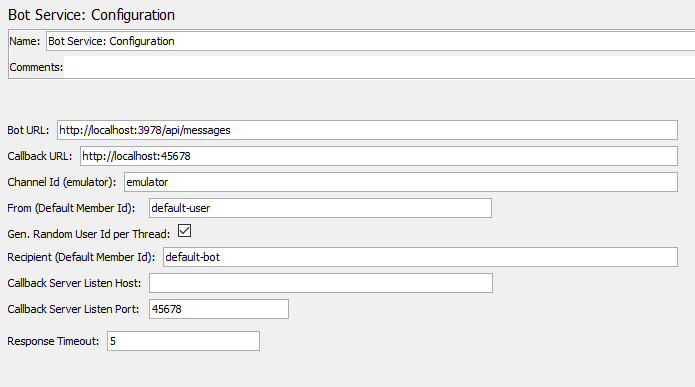 Bot Service: Configuration
Name: Bot Service: Configuration
Comments:
Bot URL: http://localhost:3978/api/messages
Callback URL: http://localhost:45678
Channel Id (emulator): emulator
From (Default Member Id): default-user
Gen. Random User Id per Thread:
Recipient (Default Member Id): default-bot
Callback Server Listen Host:
Callback Server Listen Port: 45678
Response Timeout: 5